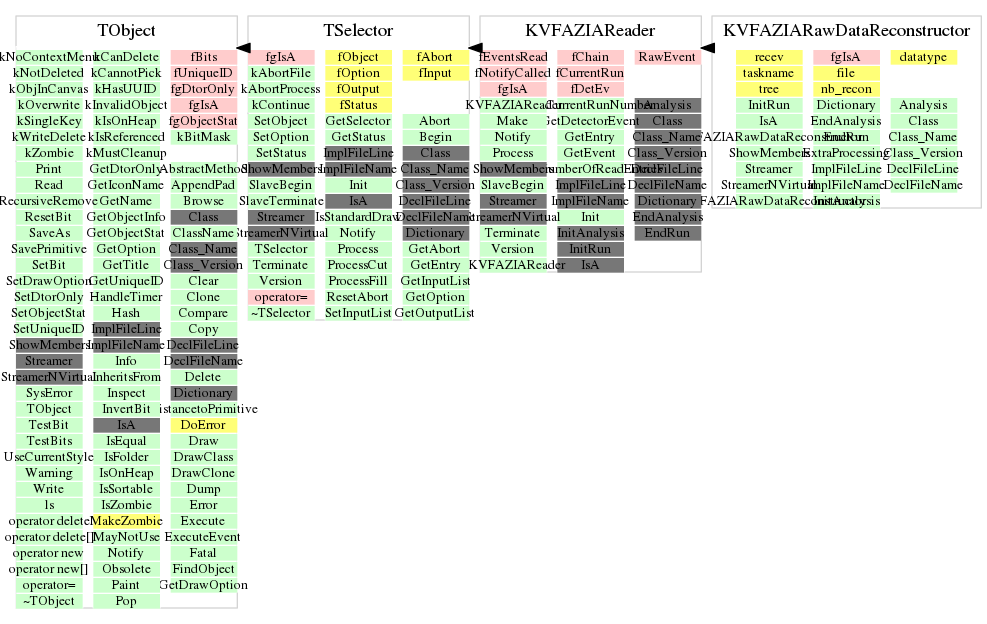 TObject
kNoContextMenu kCanDelete fBits
kNotDeleted kCannotPick fUniqueID
kObjInCanvas kHasUUID fgDtorOnly
kOverwrite kInvalidObject fgIsA
kSingleKey kIsOnHeap fgObjectStat
kWriteDelete kIsReferenced kBitMask
kZombie kMustCleanup
Print GetDtorOnly AbstractMethod
Read GetIconName AppendPad
RecursiveRemove GetName Browse
ResetBit GetObjectInfo Class
SaveAs GetObjectStat ClassName
SavePrimitive GetOption Class_Name
SetBit GetTitle Class_Version
SetDrawOption GetUniqueID Clear
SetDtorOnly HandleTimer Clone
SetObjectStat Hash Compare
SetUniqueID ImplFileLine Copy
ShowMembers ImplFileName DeclFileLine
Streamer Info DeclFileName
StreamerNVirtual InheritsFrom Delete
SysError Inspect Dictionary
TObject InvertBit istancetoPrimitive
TestBit IsA DoError
TestBits IsEqual Draw
UseCurrentStyle IsFolder DrawClass
Warning IsOnHeap DrawClone
Write IsSortable Dump
ls IsZombie Error
operator delete MakeZombie Execute
operator delete[] MayNotUse ExecuteEvent
operator new Notify Fatal
operator new[] Obsolete FindObject
operator= Paint GetDrawOption
~TObject Pop
TSelector
fgIsA fObject fAbort
kAbortFile fOption fInput
kAbortProcess fOutput
kContinue fStatus
SetObject GetSelector Abort
SetOption GetStatus Begin
SetStatus ImplFileLine Class
ShowMembers ImplFileName Class_Name
SlaveBegin Init Class_Version
SlaveTerminate IsA DeclFileLine
Streamer IsStandardDraw DeclFileName
StreamerNVirtual Notify Dictionary
TSelector Process GetAbort
Terminate ProcessCut GetEntry
Version ProcessFill GetInputList
operator= ResetAbort GetOption
~TSelector SetInputList GetOutputList
KVFAZIAReader
fEventsRead fChain RawEvent
fNotifyCalled fCurrentRun
fgIsA fDetEv
KVFAZIAReader CurrentRunNumber Analysis
Make GetDetectorEvent Class
Notify GetEntry Class_Name
Process GetEvent Class_Version
ShowMembers DeclFileLine
SlaveBegin ImplFileLine DeclFileName
Streamer ImplFileName Dictionary
StreamerNVirtual Init EndAnalysis
Terminate InitAnalysis EndRun
Version InitRun
KVFAZIAReader IsA
KVFAZIARawDataReconstructor
recev fgIsA datatype
taskname file
tree nb_recon
InitRun Dictionary Analysis
IsA EndAnalysis Class
EndRun Class_Name
ShowMembers ExtraProcessing Class_Version
Streamer ImplFileLine DeclFileLine
StreamerNVirtual ImplFileName DeclFileName
InitAnalysis